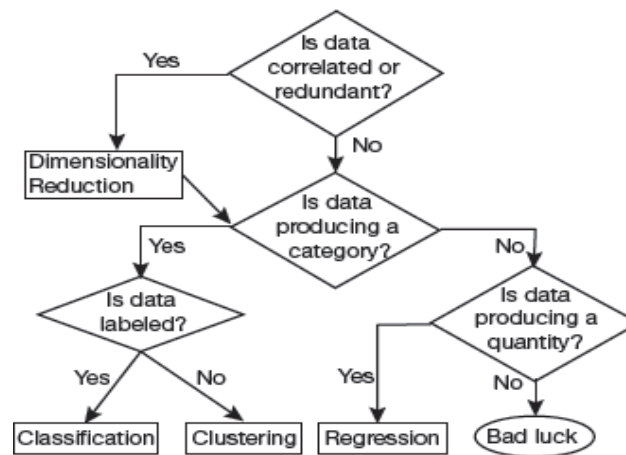 Is data
correlated or
redundant?
Yes
No
Dimensionality
Reduction
Is data
producing a
category?
Yes
No
Is data
labeled?
Is data
producing a
quantity?
Yes
No
Yes
No
Classification
Clustering
Regression
Bad luck